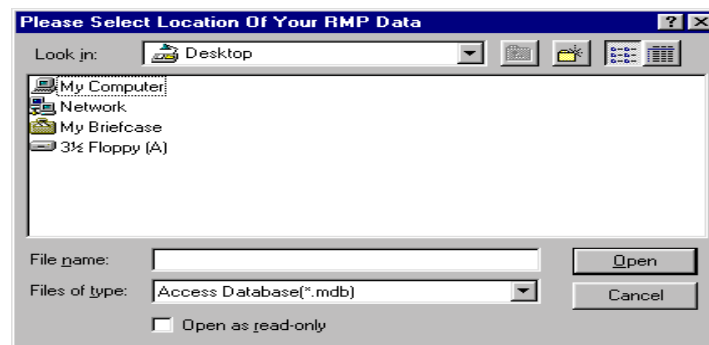 Please Select Location Of Your RMP Data
Look in: Desktop
My Computer
Network
My Briefcase
3½ Floppy (A)
File name: Open
Files of type: Access Database(*.mdb) Cancel
Open as read-only